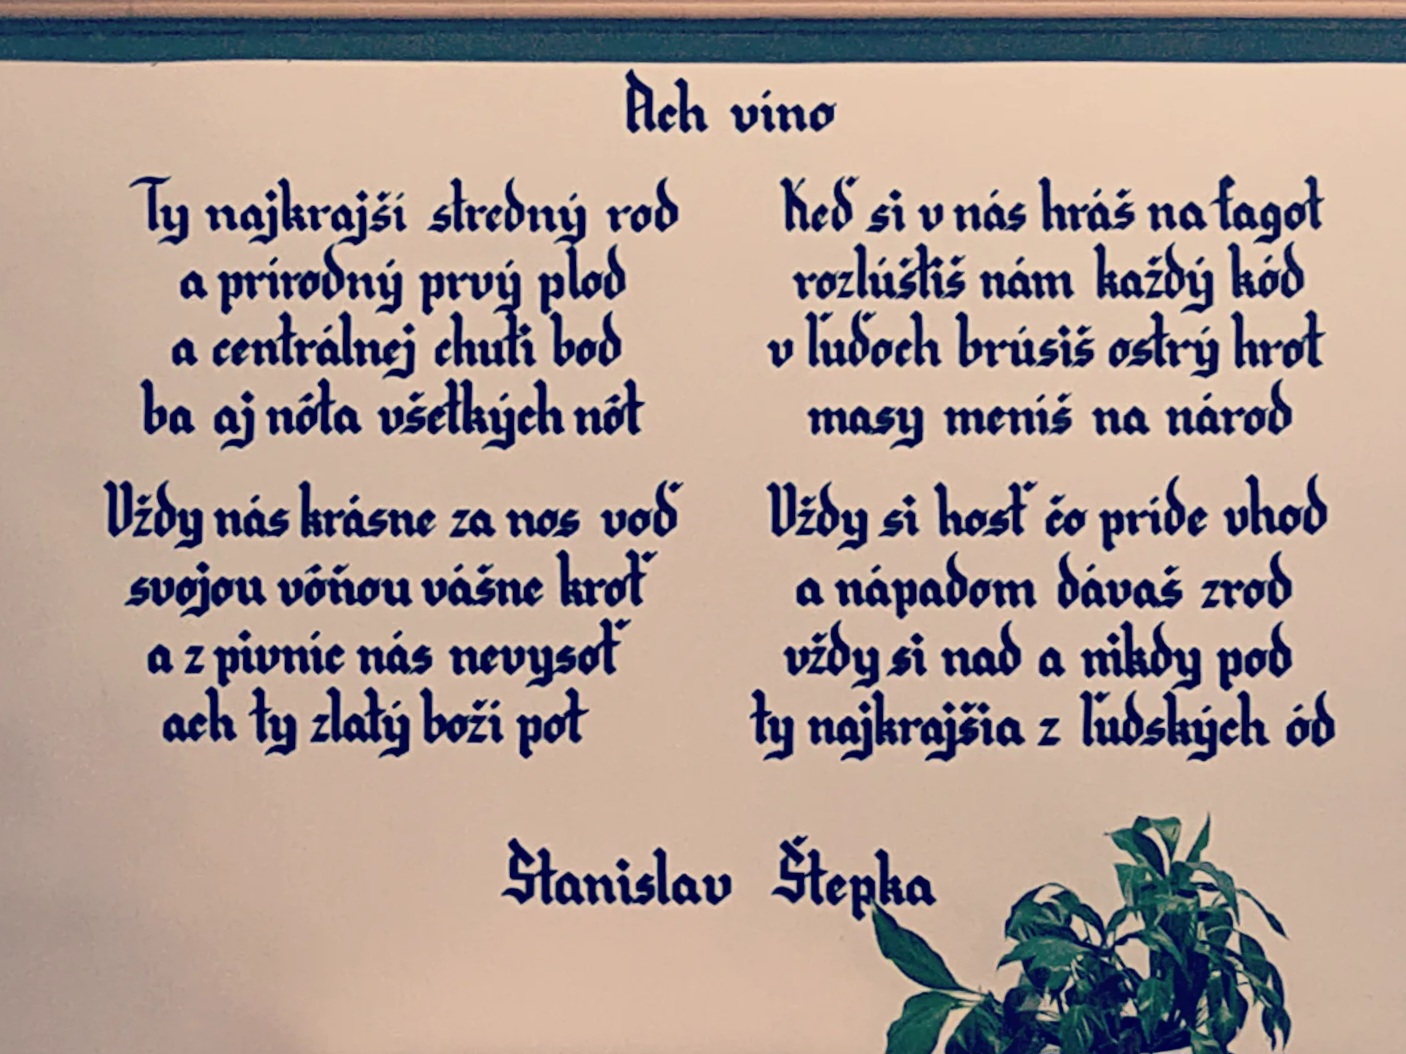 Ach víno
Ty najkrajší stredný rod
a prírodný prvý plod
a centrálnej chuti bod
ba aj nóta všetkých nót
Vždy nás krásne za nos voď
svojou vôňou vášne kroť
a z pivníc nás nevysoť
ach ty zlatý boží pot
Keď si v nás hráš na fagot
rozlúštiš nám každý kód
v ľuďoch brúsiš ostrý hrot
masy meníš na národ
Vždy si hosť čo príde vhod
a nápadom dávaš zrod
vždy si nad a nikdy pod
ty najkrajšia z ľudských ód
Stanislav Štepka